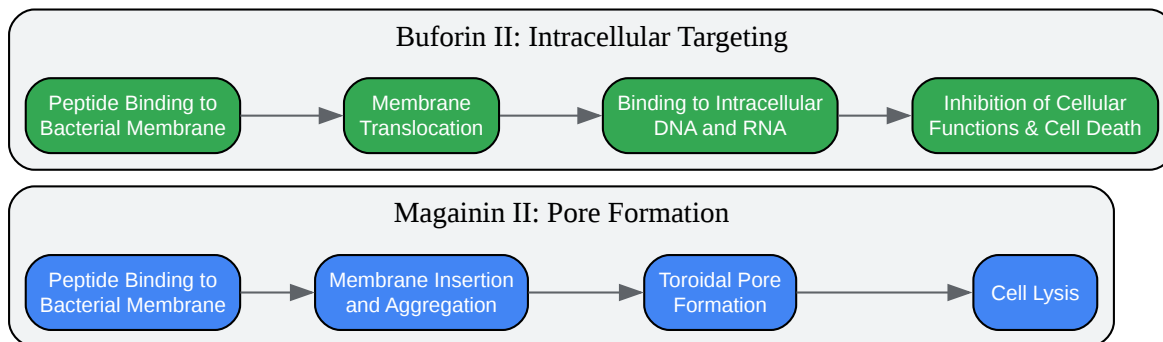 Buforin II: Intracellular Targeting
Peptide Binding to
Bacterial Membrane
Membrane
Translocation
Binding to Intracellular
DNA and RNA
Inhibition of Cellular
Functions & Cell Death
Magainin II: Pore Formation
Peptide Binding to
Bacterial Membrane
Membrane Insertion
and Aggregation
Toroidal Pore
Formation
Cell Lysis